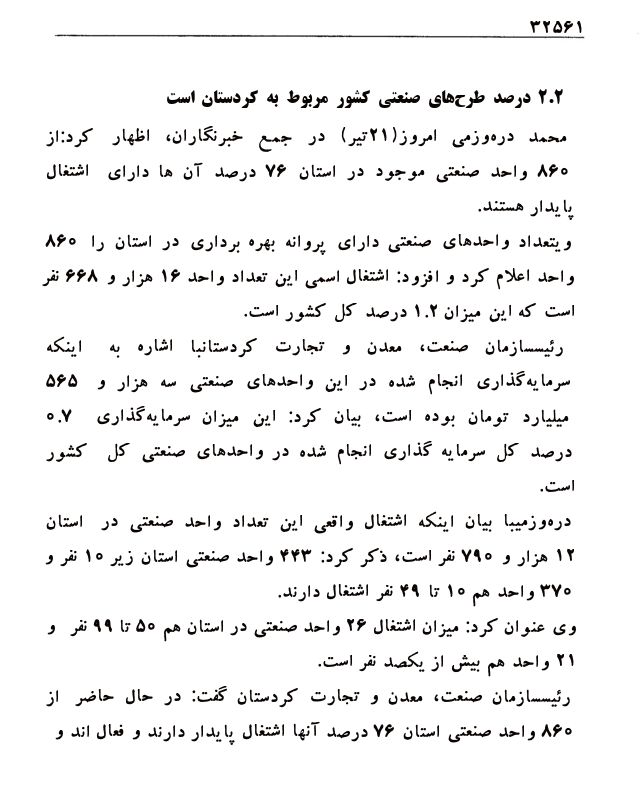 ۳۲۵۶۱
۲.۲ درصد طرح‌های صنعتی کشور مربوط به کردستان است
محمد دره‌وزمی امروز(۲۱تیر) در جمع خبرنگاران، اظهار کرد:از
۸۶۰ واحد صنعتی موجود در استان ۷۶ درصد آن ها دارای اشتغال
پایدار هستند.
ویتعداد واحدهای صنعتی دارای پروانه بهره برداری در استان را ۸۶۰
واحد اعلام کرد و افزود: اشتغال اسمی این تعداد واحد ۱۶ هزار و ۶۶۸ نفر
است که این میزان ۱.۲ درصد کل کشور است.
رئیسسازمان صنعت، معدن و تجارت کردستانبا اشاره به اینکه
سرمایه‌گذاری انجام شده در این واحدهای صنعتی سه هزار و ۵۶۵
میلیارد تومان بوده است، بیان کرد: این میزان سرمایه‌گذاری ۰.۷
درصد کل سرمایه گذاری انجام شده در واحدهای صنعتی کل کشور
است.
دره‌وزمیبا بیان اینکه اشتغال واقعی این تعداد واحد صنعتی در استان
۱۲ هزار و ۷۹۰ نفر است، ذکر کرد: ۴۴۳ واحد صنعتی استان زیر ۱۰ نفر و
۳۷۰ واحد هم ۱۰ تا ۴۹ نفر اشتغال دارند.
وی عنوان کرد: میزان اشتغال ۲۶ واحد صنعتی در استان هم ۵۰ تا ۹۹ نفر و
۲۱ واحد هم بیش از یکصد نفر است.
رئیسسازمان صنعت، معدن و تجارت کردستان گفت: در حال حاضر از
۸۶۰ واحد صنعتی استان ۷۶ درصد آنها اشتغال پایدار دارند و فعال اند و